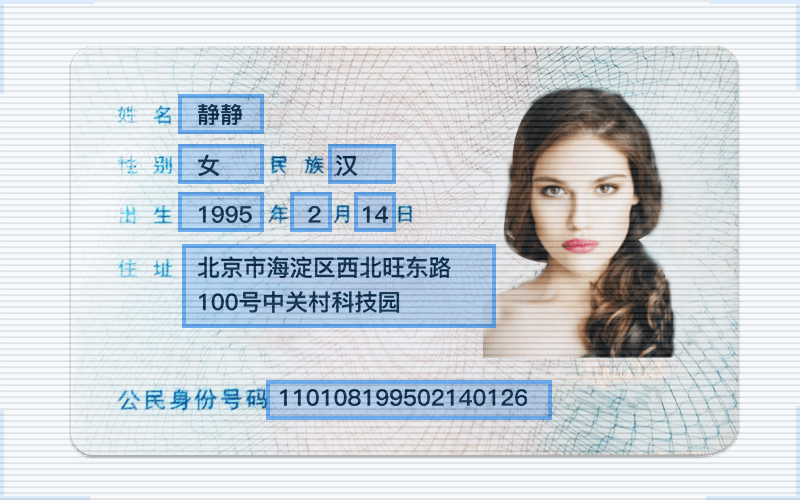 姓 名 静静
性 别 女 民 族 汉
出 生 1995 年 2 月 14 日
住 址 北京市海淀区西北旺东路
100号中关村科技园
公民身份号码 110108199502140126